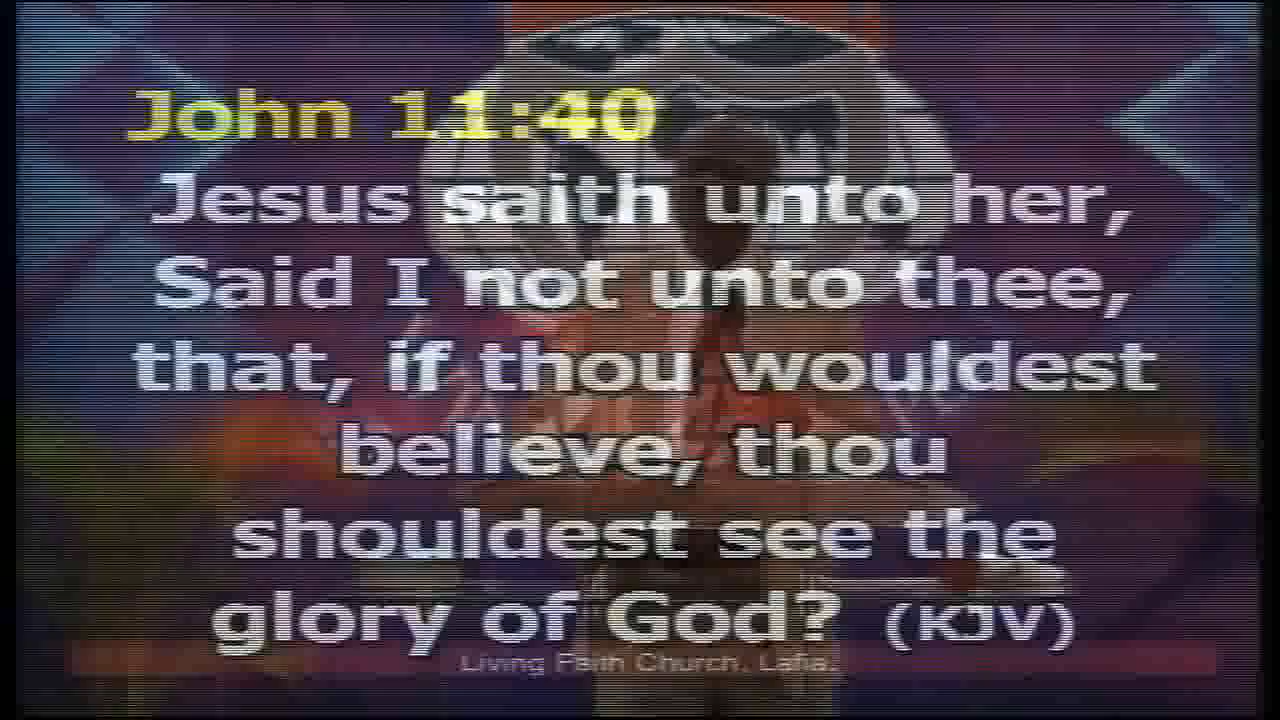 John 11:40
Jesus saith unto her,
Said I not unto thee,
that, if thou wouldest
believe, thou
shouldest see the
glory of God? (KJV)
Living Faith Church. Lafia.